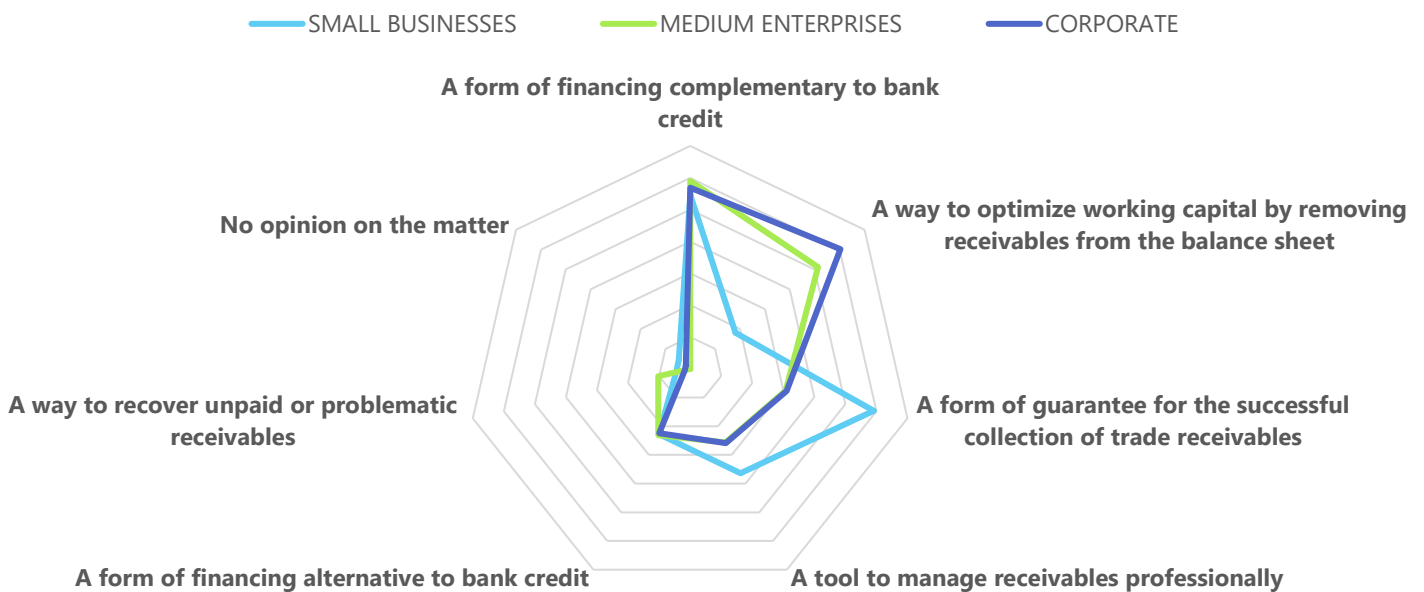 SMALL BUSINESSES
MEDIUM ENTERPRISES
CORPORATE
A form of financing complementary to bank
credit
A way to optimize working capital by removing
receivables from the balance sheet
A form of guarantee for the successful
collection of trade receivables
A tool to manage receivables professionally
A form of financing alternative to bank credit
A way to recover unpaid or problematic
receivables
No opinion on the matter